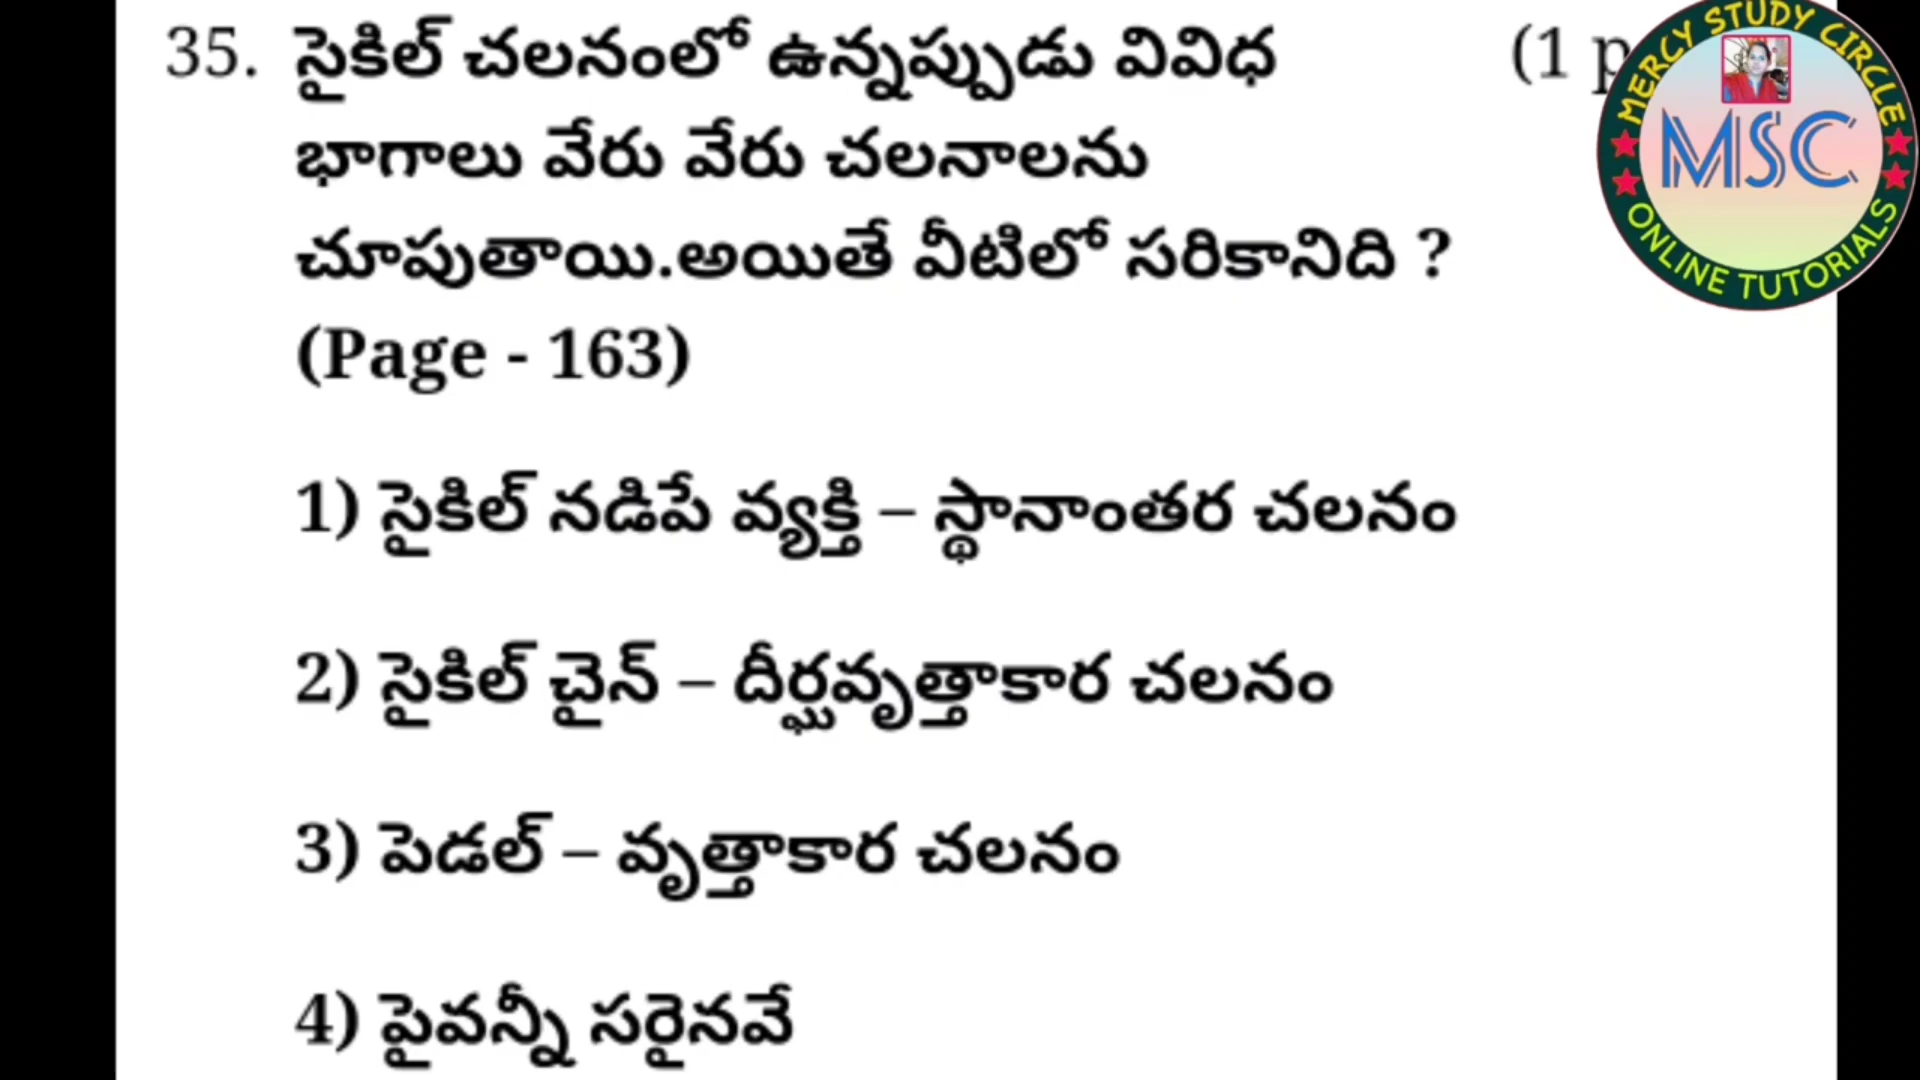 35. సైకిల్ చలనంలో ఉన్నప్పుడు వివిధ (1 p
భాగాలు వేరు వేరు చలనాలను
చూపుతాయి.అయితే వీటిలో సరికానిది ?
(Page - 163)
1) సైకిల్ నడిపే వ్యక్తి – స్థానాంతర చలనం
2) సైకిల్ చైన్ – దీర్ఘవృత్తాకార చలనం
3) పెడల్ – వృత్తాకార చలనం
4) పైవన్నీ సరైనవే
MERCY STUDY CIRCLE
MSC
ONLINE TUTORIALS